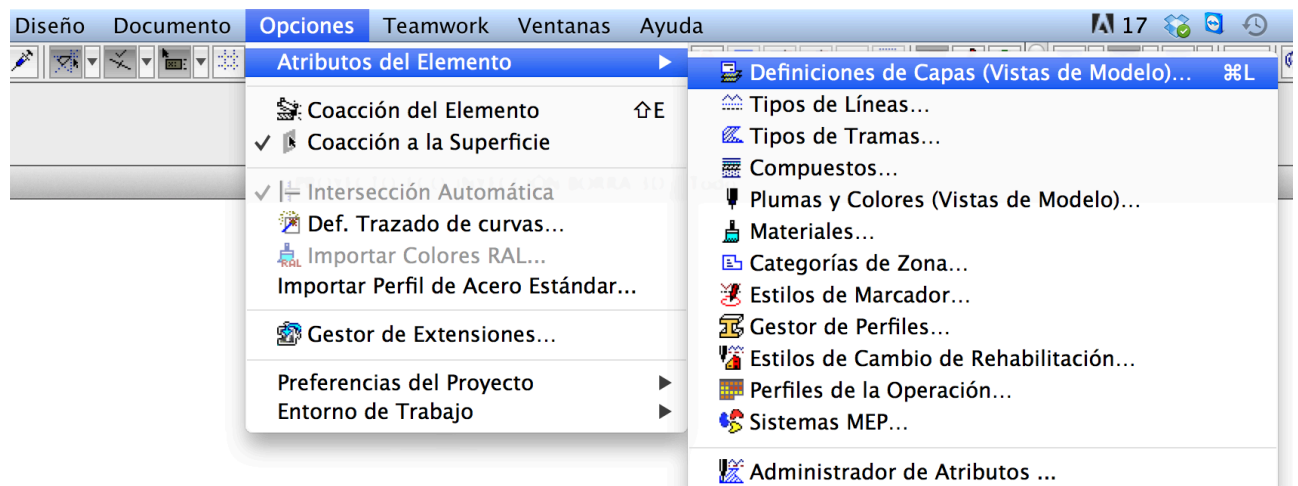 Diseño Documento Opciones Teamwork Ventanas Ayuda 17
Atributos del Elemento
Coacción del Elemento ⇧E
Coacción a la Superficie
Intersección Automática
Def. Trazado de curvas...
Importar Colores RAL...
Importar Perfil de Acero Estándar...
Gestor de Extensiones...
Preferencias del Proyecto
Entorno de Trabajo
Definiciones de Capas (Vistas de Modelo)... ⌘L
Tipos de Líneas...
Tipos de Tramas...
Compuestos...
Plumas y Colores (Vistas de Modelo)...
Materiales...
Categorías de Zona...
Estilos de Marcador...
Gestor de Perfiles...
Estilos de Cambio de Rehabilitación...
Perfiles de la Operación...
Sistemas MEP...
Administrador de Atributos ...